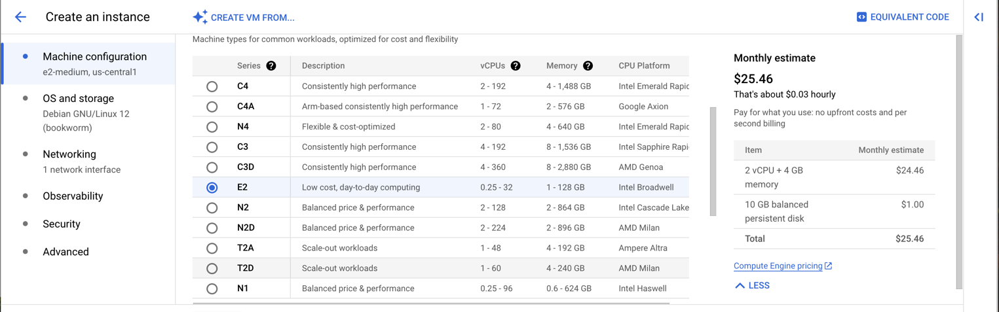 Create an instance
CREATE VM FROM...
EQUIVALENT CODE
Machine configuration
e2-medium, us-central1
OS and storage
Debian GNU/Linux 12
(bookworm)
Networking
1 network interface
Observability
Security
Advanced
Machine types for common workloads, optimized for cost and flexibility
Series ? Description vCPUs ? Memory ? CPU Platform
C4 Consistently high performance 2 - 192 4 - 1,488 GB Intel Emerald Rapid
C4A Arm-based consistently high performance 1 - 72 2 - 576 GB Google Axion
N4 Flexible & cost-optimized 2 - 80 4 - 640 GB Intel Emerald Rapid
C3 Consistently high performance 4 - 192 8 - 1,536 GB Intel Sapphire Rapi
C3D Consistently high performance 4 - 360 8 - 2,880 GB AMD Genoa
E2 Low cost, day-to-day computing 0.25 - 32 1 - 128 GB Intel Broadwell
N2 Balanced price & performance 2 - 128 2 - 864 GB Intel Cascade Lake
N2D Balanced price & performance 2 - 224 2 - 896 GB AMD Milan
T2A Scale-out workloads 1 - 48 4 - 192 GB Ampere Altra
T2D Scale-out workloads 1 - 60 4 - 240 GB AMD Milan
N1 Balanced price & performance 0.25 - 96 0.6 - 624 GB Intel Haswell
Monthly estimate
$25.46
That's about $0.03 hourly
Pay for what you use: no upfront costs and per
second billing
Item Monthly estimate
2 vCPU + 4 GB $24.46
memory
10 GB balanced $1.00
persistent disk
Total $25.46
Compute Engine pricing
LESS